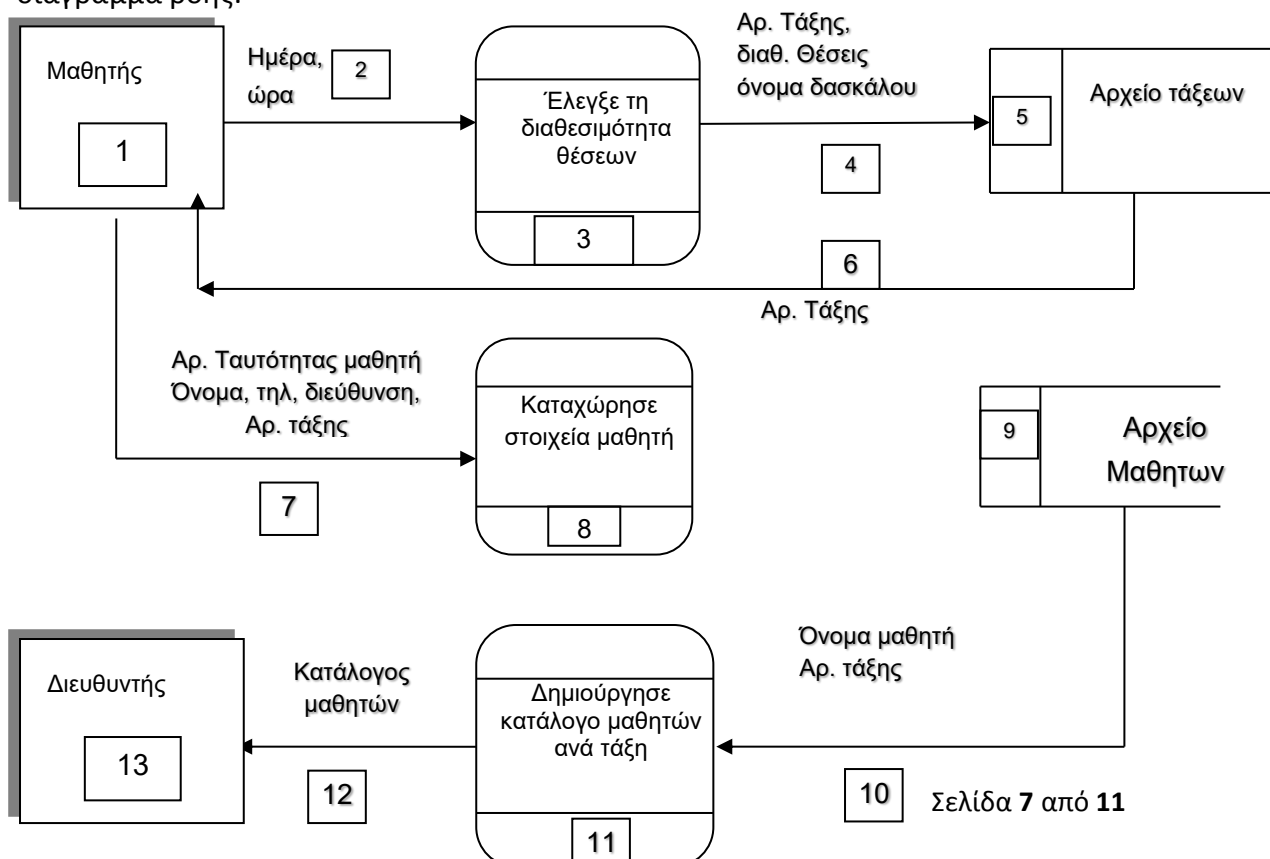 διάγραμμα ροής.
Μαθητής
1
Ημέρα,
ώρα
2
Έλεγξε τη
διαθεσιμότητα
θέσεων
3
Αρ. Τάξης,
διαθ. Θέσεις
όνομα δασκάλου
4
5
Αρχείο τάξεων
6
Αρ. Τάξης
Αρ. Ταυτότητας μαθητή
Όνομα, τηλ, διεύθυνση,
Αρ. τάξης
7
Καταχώρησε
στοιχεία μαθητή
8
9
Αρχείο
Μαθητων
Όνομα μαθητή
Αρ. τάξης
10
Δημιούργησε
κατάλογο μαθητών
ανά τάξη
11
Κατάλογος
μαθητών
12
Διευθυντής
13
Σελίδα 7 από 11